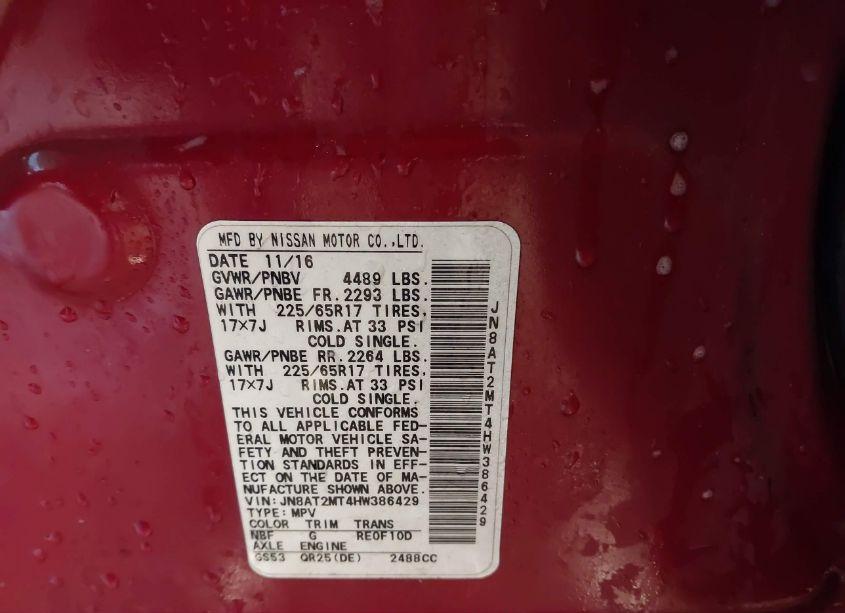 MFD BY NISSAN MOTOR CO.,LTD.
DATE 11/16
GVWR/PNBV 4489 LBS.
GAWR/PNBE FR.2293 LBS.
WITH 225/65R17 TIRES,
17×7J RIMS.AT 33 PSI
COLD SINGLE.
GAWR/PNBE RR.2264 LBS.
WITH 225/65R17 TIRES,
17×7J RIMS.AT 33 PSI
COLD SINGLE.
THIS VEHICLE CONFORMS
TO ALL APPLICABLE FED-
ERAL MOTOR VEHICLE SA-
FETY AND THEFT PREVEN-
TION STANDARDS IN EFF-
ECT ON THE DATE OF MA-
NUFACTURE SHOWN ABOVE.
VIN:JN8AT2MT4HW386429
TYPE:MPV
COLOR TRIM TRANS
NBF G RE0F10D
AXLE ENGINE
GS53 QR25(DE) 2488CC
JN8AT2MT4HW386429